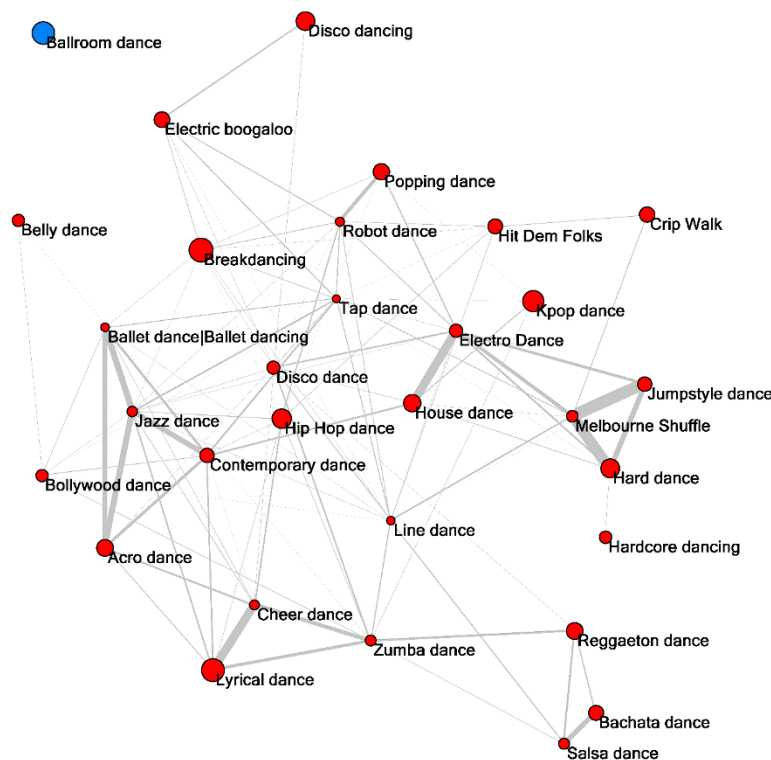 Disco dancing
Ballroom dance
Electric boogaloo
Popping dance
Belly dance
Robot dance
Hit Dem Folks
Crip Walk
Breakdancing
Tap dance
Kpop dance
Ballet dance|Ballet dancing
Electro Dance
Disco dance
Jumpstyle dance
Jazz dance
House dance
Hip Hop dance
Melbourne Shuffle
Contemporary dance
Bollywood dance
Hard dance
Line dance
Hardcore dancing
Acro dance
Cheer dance
Zumba dance
Reggaeton dance
Lyrical dance
Bachata dance
Salsa dance